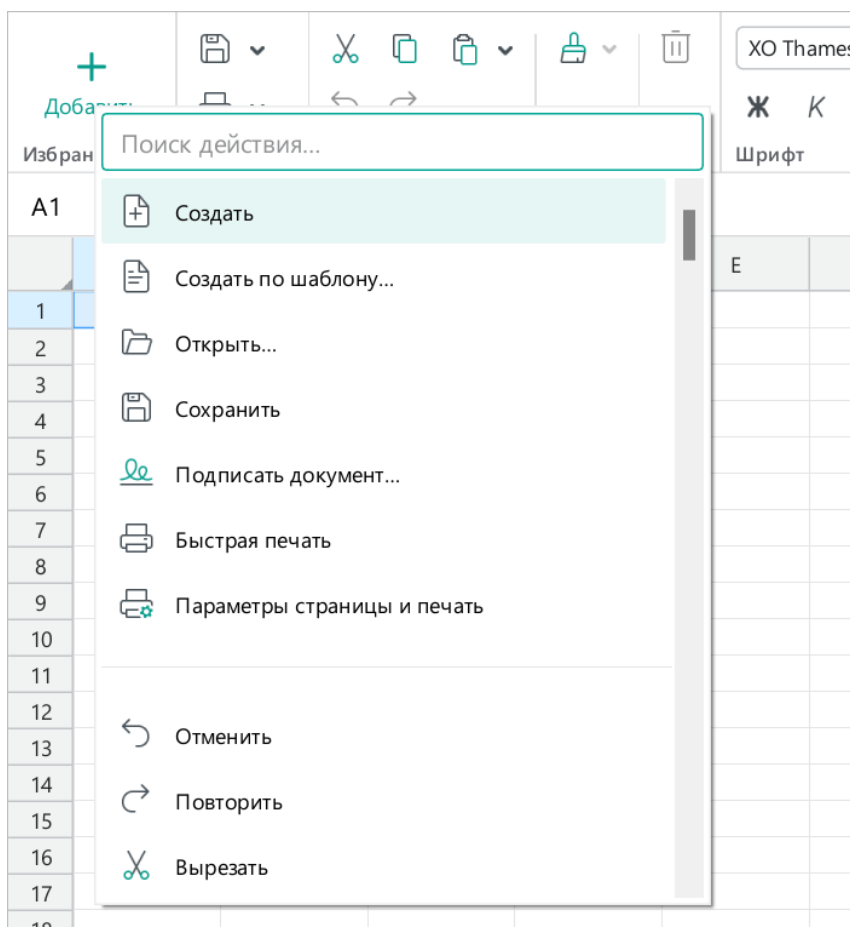 XO Thames
Добавить
Ж К
Избран
Шрифт
Поиск действия...
A1
E
Создать
Создать по шаблону...
Открыть...
Сохранить
Подписать документ...
Быстрая печать
Параметры страницы и печать
Отменить
Повторить
Вырезать
1
2
3
4
5
6
7
8
9
10
11
12
13
14
15
16
17
18